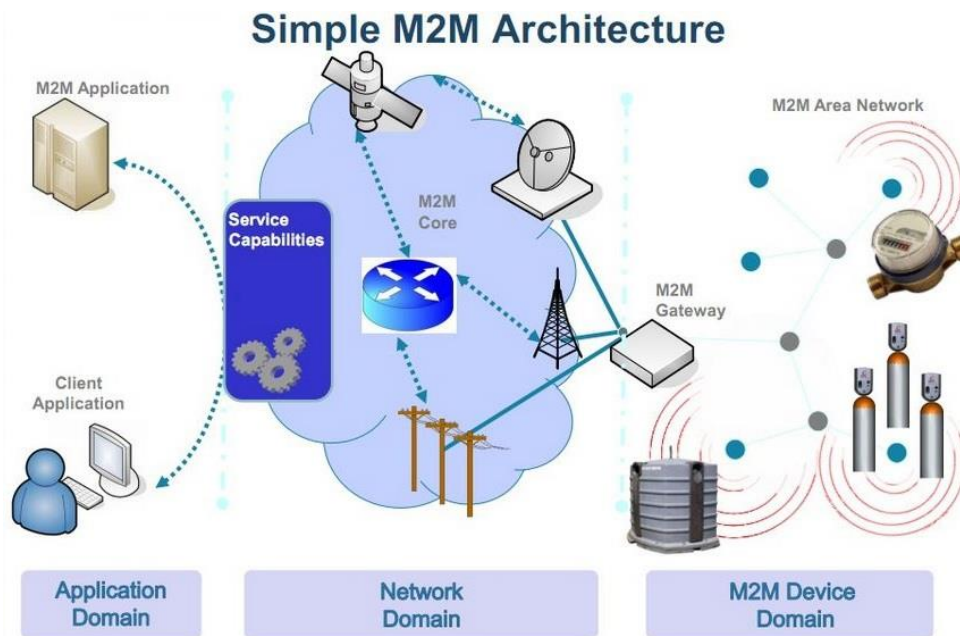 Simple M2M Architecture
M2M Application
M2M Area Network
M2M
Core
Service
Capabilities
M2M
Gateway
Client
Application
Application
Domain
Network
Domain
M2M Device
Domain